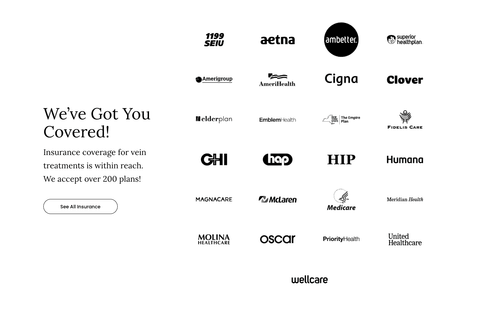 We've Got You
Covered!
Insurance coverage for vein
treatments is within reach.
We accept over 200 plans!
See All Insurance
1199
SEIU
aetna
ambetter.
superior
healthplan
Amerigroup
AmeriHealth
Cigna
Clover
elderplan
EmblemHealth
The Empire
Plan
FIDELIS CARE
GHI
hap
HIP
Humana
MAGNACARE
McLaren
Medicare
Meridian Health
MOLINA
HEALTHCARE
oscar
PriorityHealth
United
Healthcare
wellcare